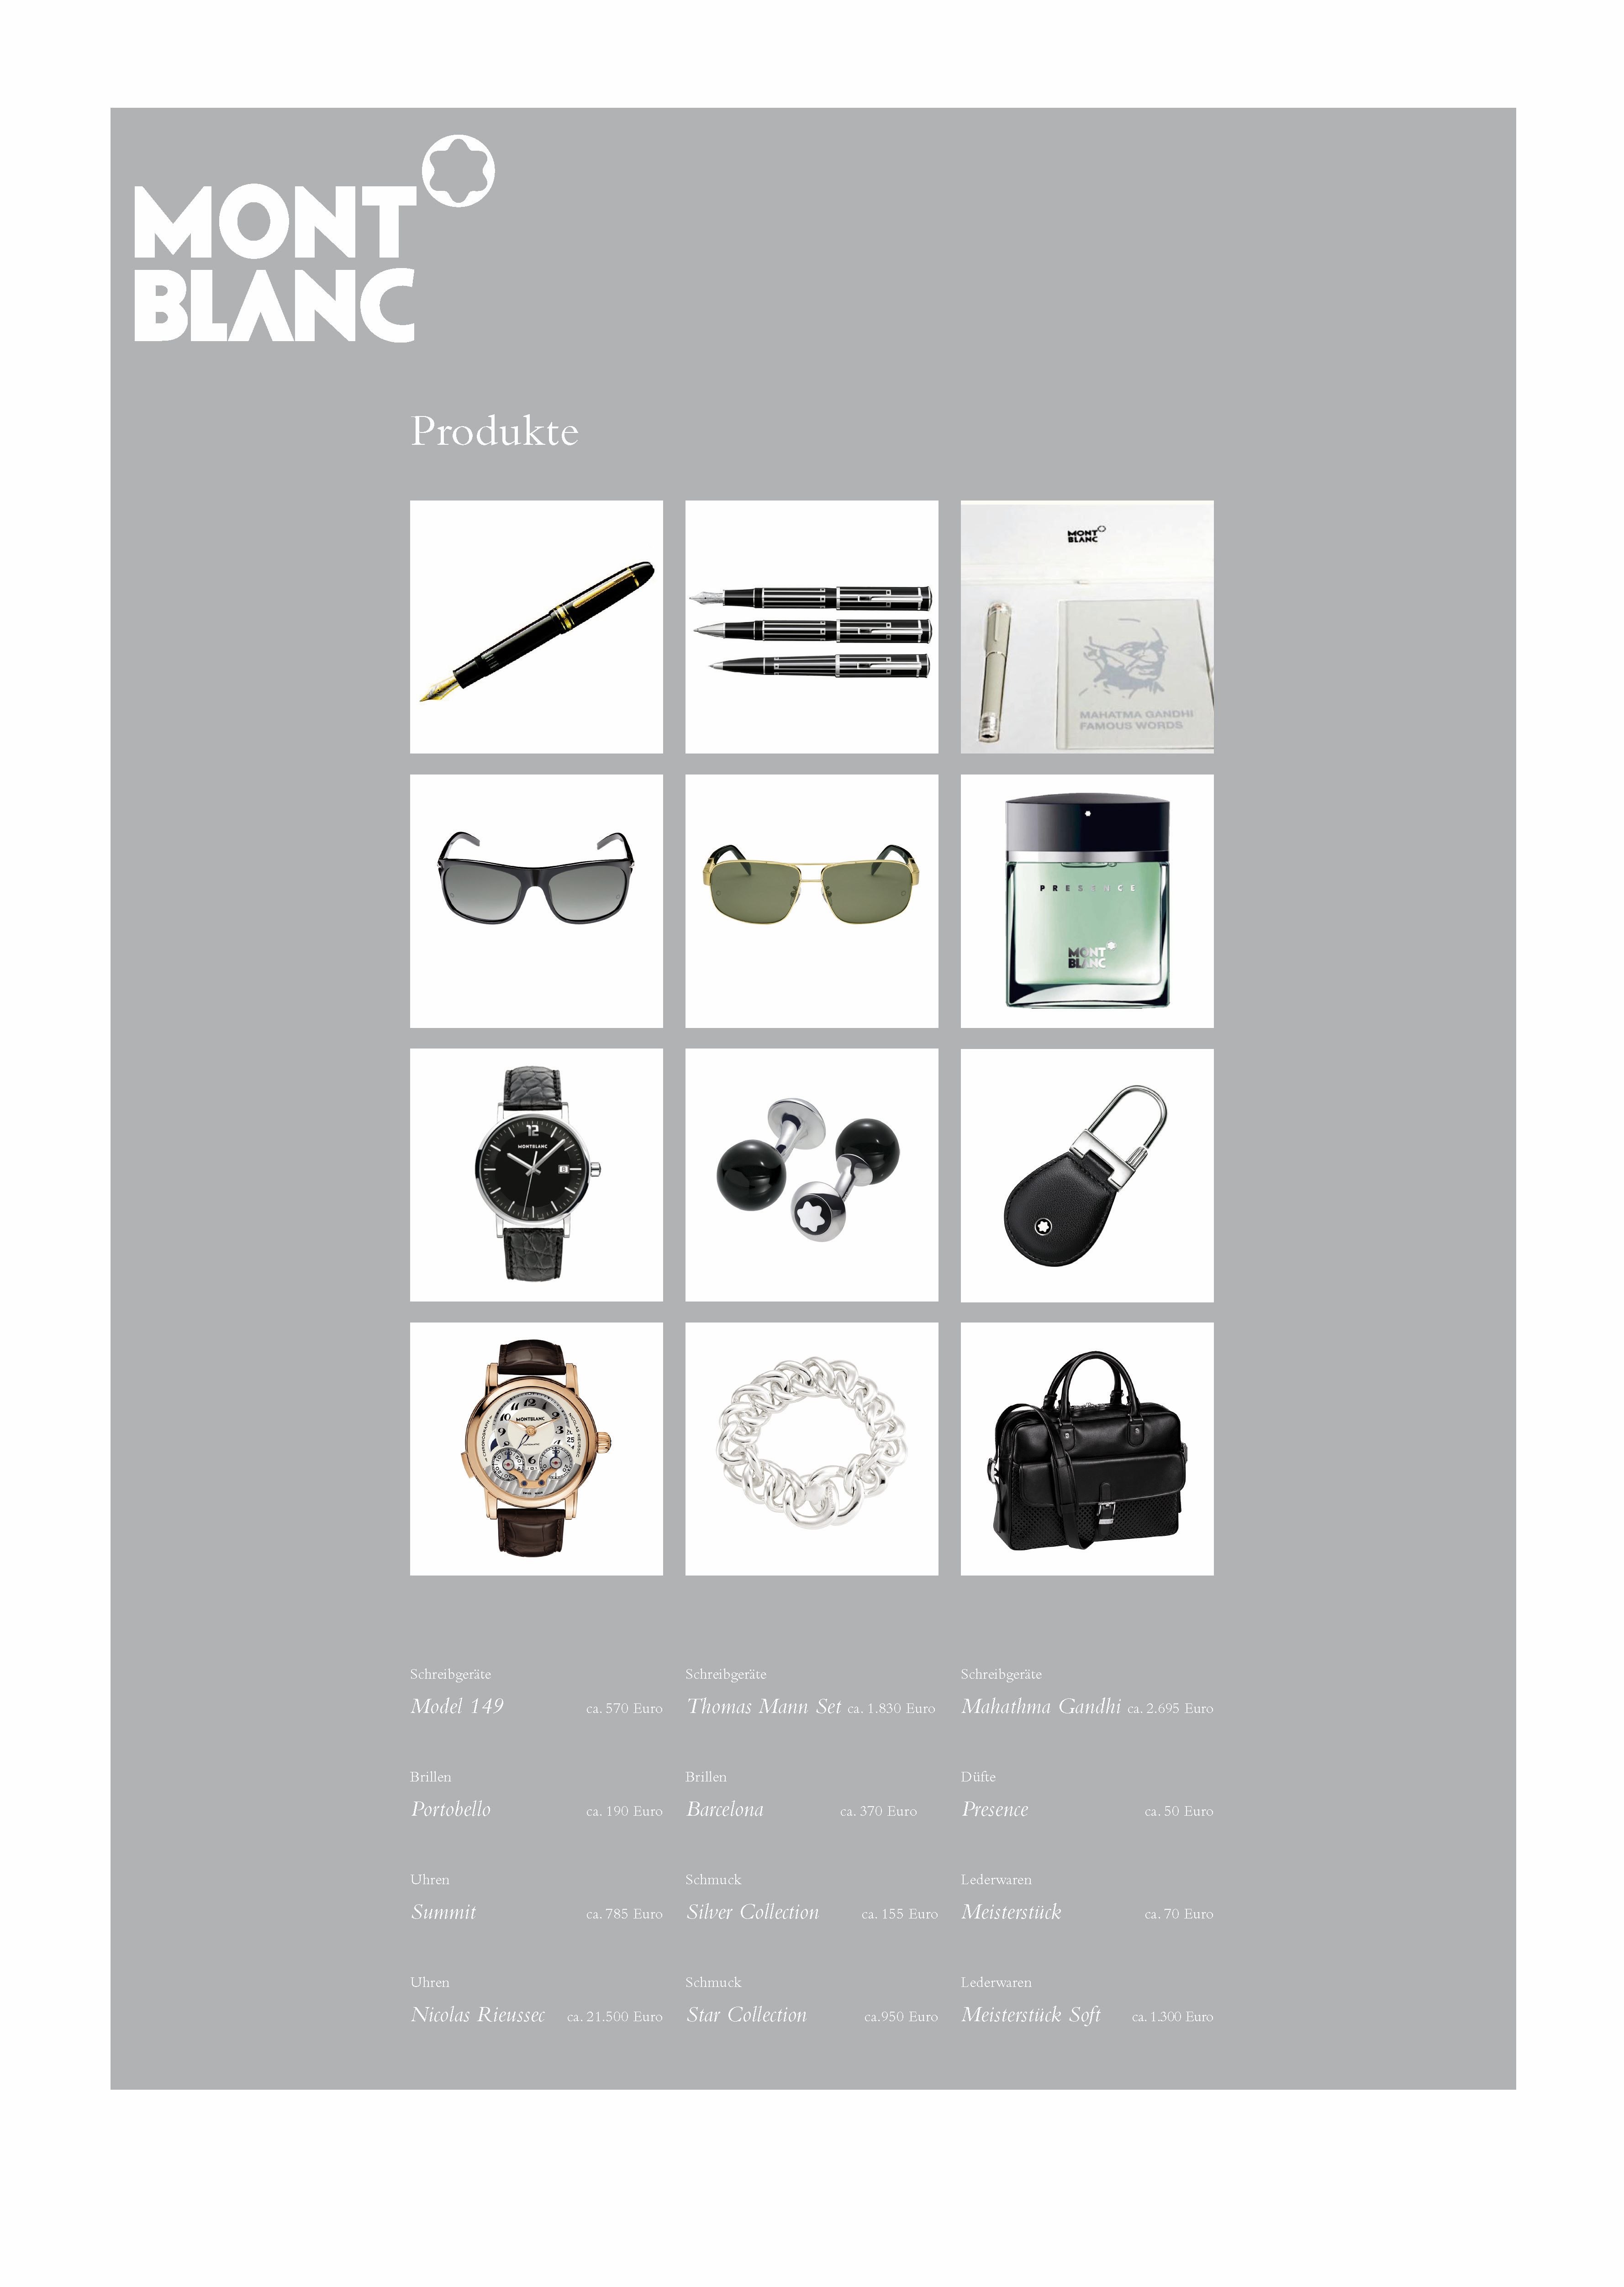 MONT
BLANC
Produkte
MONT
BLANC
MAHATMA GANDHI
FAMOUS WORDS
PRESENCE
MONT
BLANC
12
MONTBLANC
8
MONTBLANC
Schreibgeräte
Model 149 ca. 570 Euro
Schreibgeräte
Thomas Mann Set ca. 1.830 Euro
Schreibgeräte
Mahathma Gandhi ca. 2.695 Euro
Brillen
Portobello ca. 190 Euro
Brillen
Barcelona ca. 370 Euro
Düfte
Presence ca. 50 Euro
Uhren
Summit ca. 785 Euro
Schmuck
Silver Collection ca. 155 Euro
Lederwaren
Meisterstück ca. 70 Euro
Uhren
Nicolas Rieussec ca. 21.500 Euro
Schmuck
Star Collection ca.950 Euro
Lederwaren
Meisterstück Soft ca. 1.300 Euro